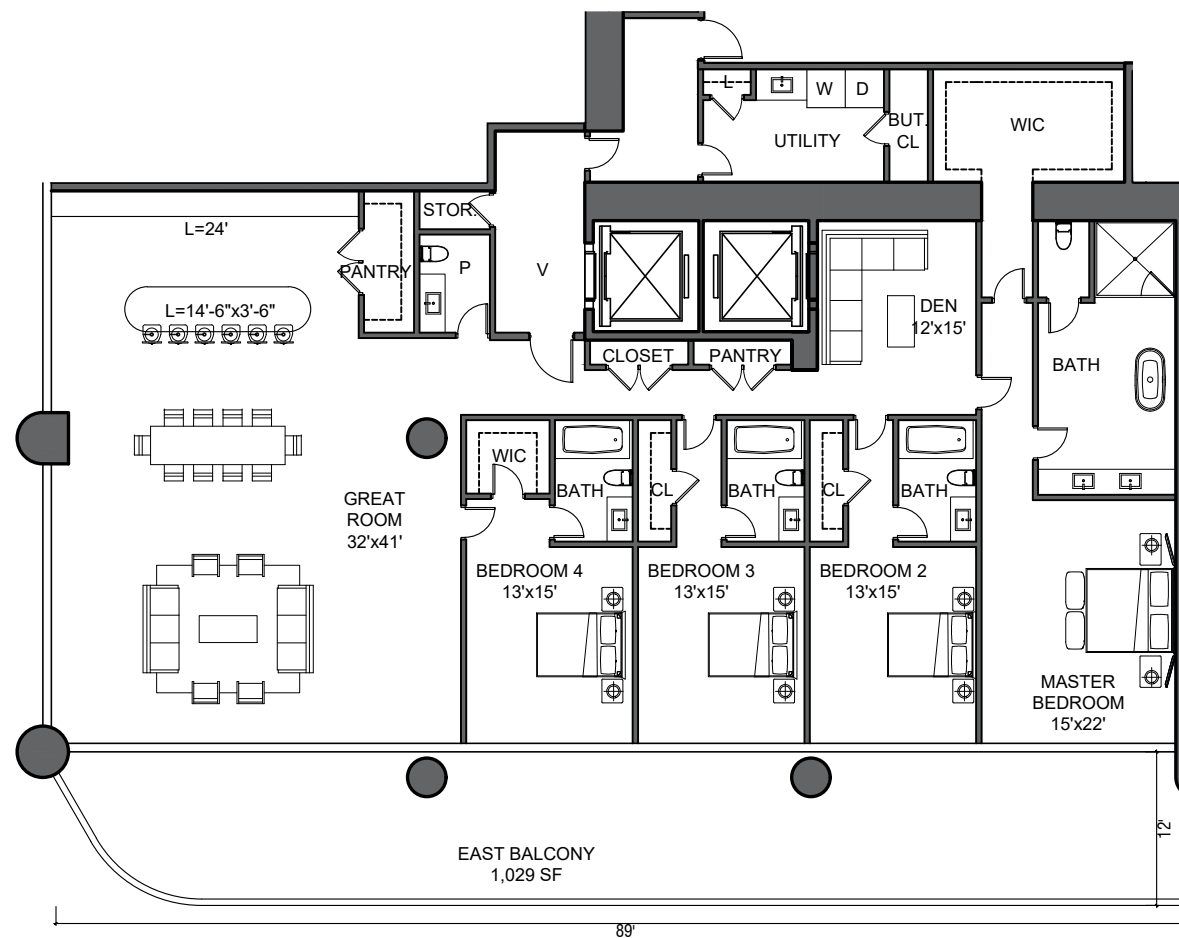 L
W
D
BUT.
CL
UTILITY
WIC
STOR.
L=24'
PANTRY
P
V
L=14'-6"x3'-6"
DEN
12'x15'
CLOSET
PANTRY
BATH
WIC
BATH
CL
BATH
CL
BATH
GREAT
ROOM
32'x41'
BEDROOM 4
13'x15'
BEDROOM 3
13'x15'
BEDROOM 2
13'x15'
MASTER
BEDROOM
15'x22'
EAST BALCONY
1,029 SF
12'
89'